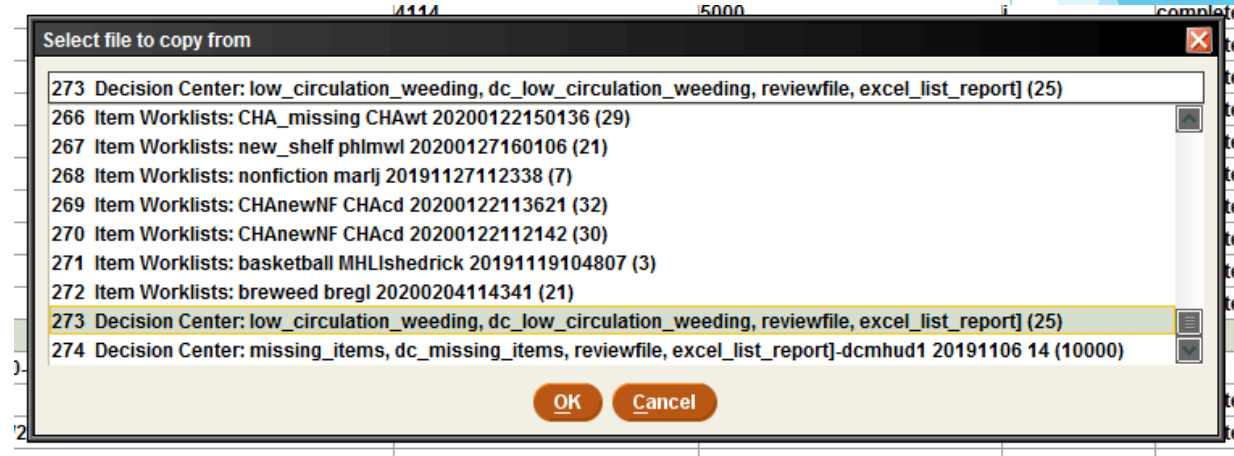 4114 5000 i complete
Select file to copy from
273 Decision Center: low_circulation_weeding, dc_low_circulation_weeding, reviewfile, excel_list_report] (25)
266 Item Worklists: CHA_missing CHAwt 20200122150136 (29)
267 Item Worklists: new_shelf phlmwl 20200127160106 (21)
268 Item Worklists: nonfiction marlj 20191127112338 (7)
269 Item Worklists: CHAnewNF CHAcd 20200122113621 (32)
270 Item Worklists: CHAnewNF CHAcd 20200122112142 (30)
271 Item Worklists: basketball MHLIshedrick 20191119104807 (3)
272 Item Worklists: breweed bregl 20200204114341 (21)
273 Decision Center: low_circulation_weeding, dc_low_circulation_weeding, reviewfile, excel_list_report] (25)
274 Decision Center: missing_items, dc_missing_items, reviewfile, excel_list_report]-dcmhud1 20191106 14 (10000)
OK Cancel